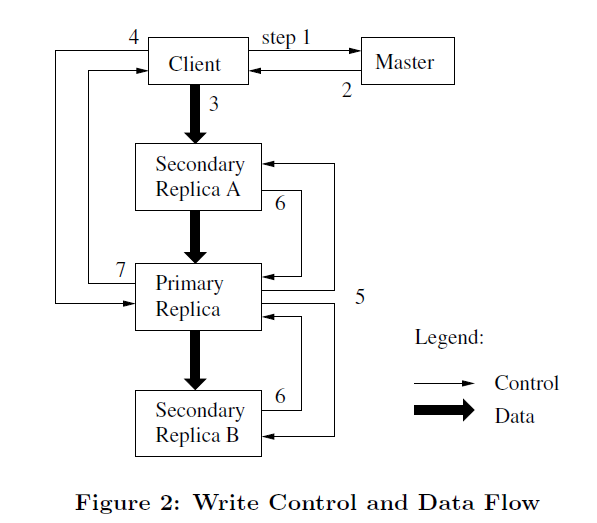 4
step 1
Client
Master
2
3
Secondary
Replica A
6
7
Primary
Replica
5
Legend:
6
Control
Secondary
Replica B
Data
Figure 2: Write Control and Data Flow